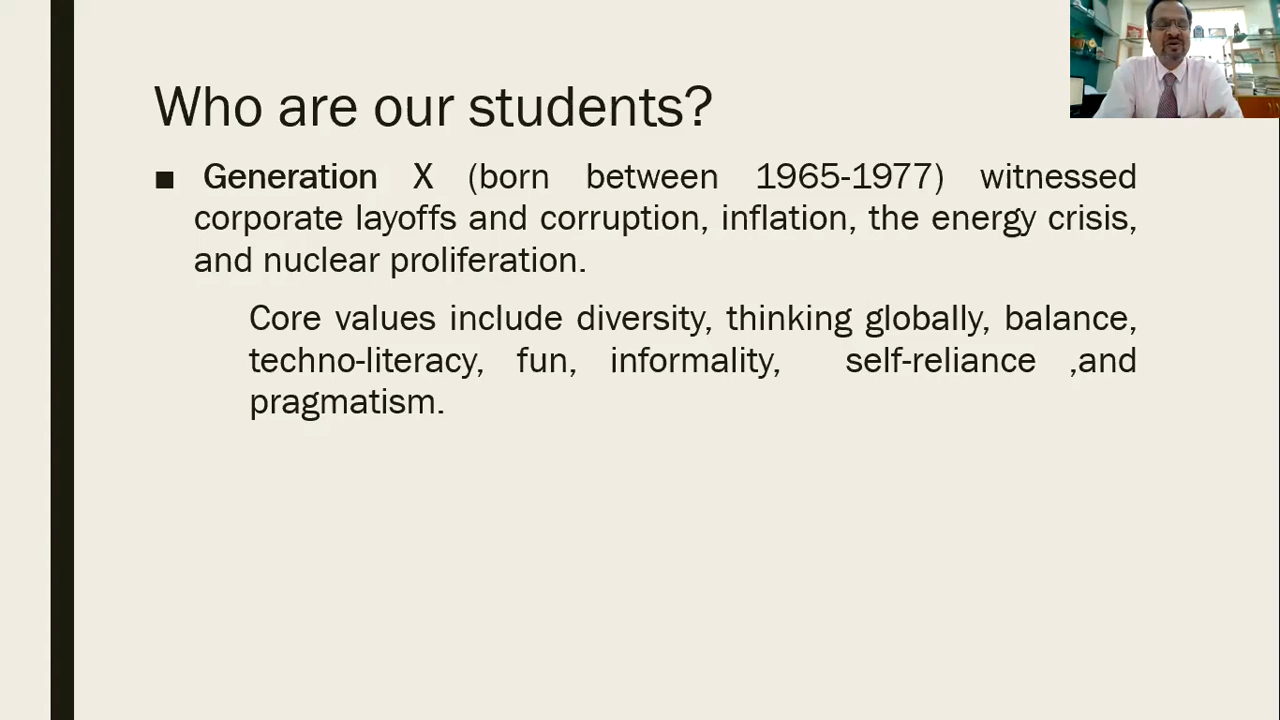 Who are our students?
■ Generation X (born between 1965-1977) witnessed
corporate layoffs and corruption, inflation, the energy crisis,
and nuclear proliferation.
Core values include diversity, thinking globally, balance,
techno-literacy, fun, informality, self-reliance ,and
pragmatism.